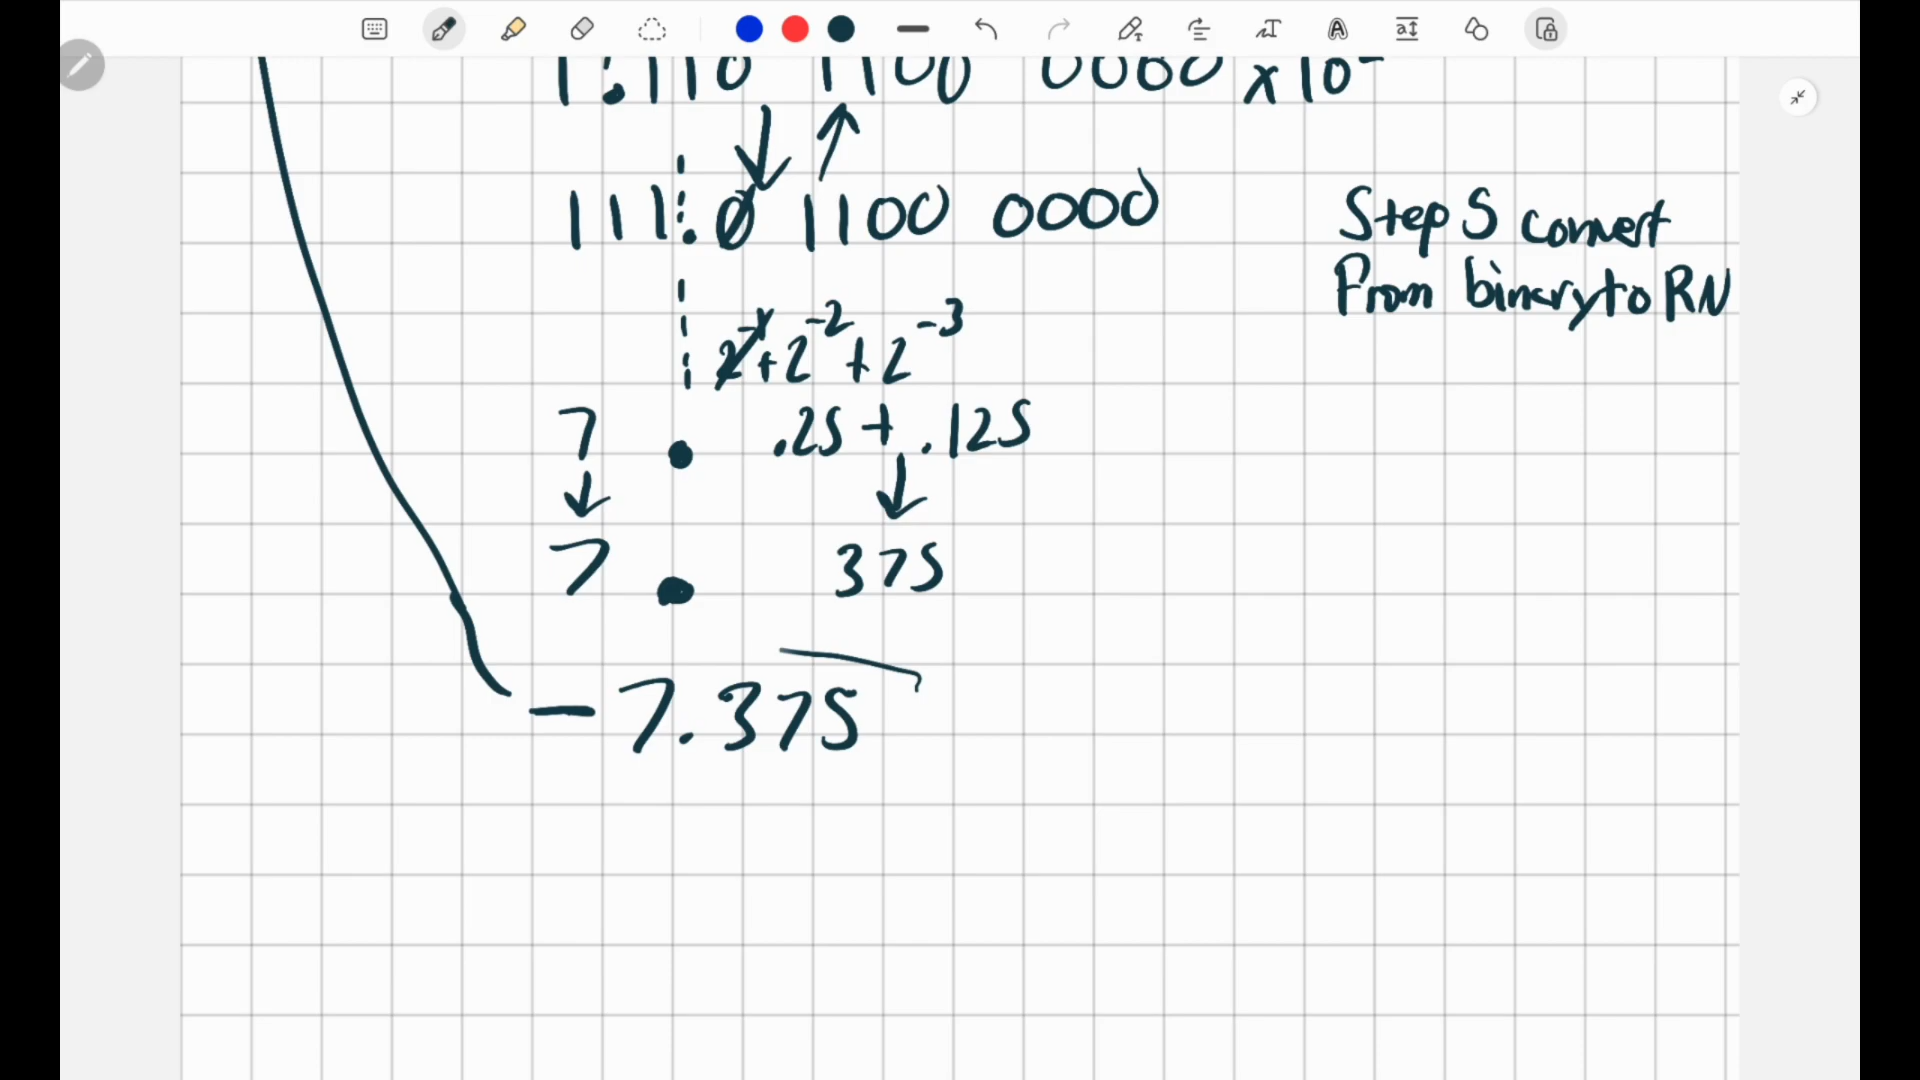 1.110 1100 0000 x 10
111.0 1100 0000
Step 5 convert
From binary to RN
2^-1 + 2^-2 + 2^-3
7 . .25 + .125
7 . 375
- 7.375